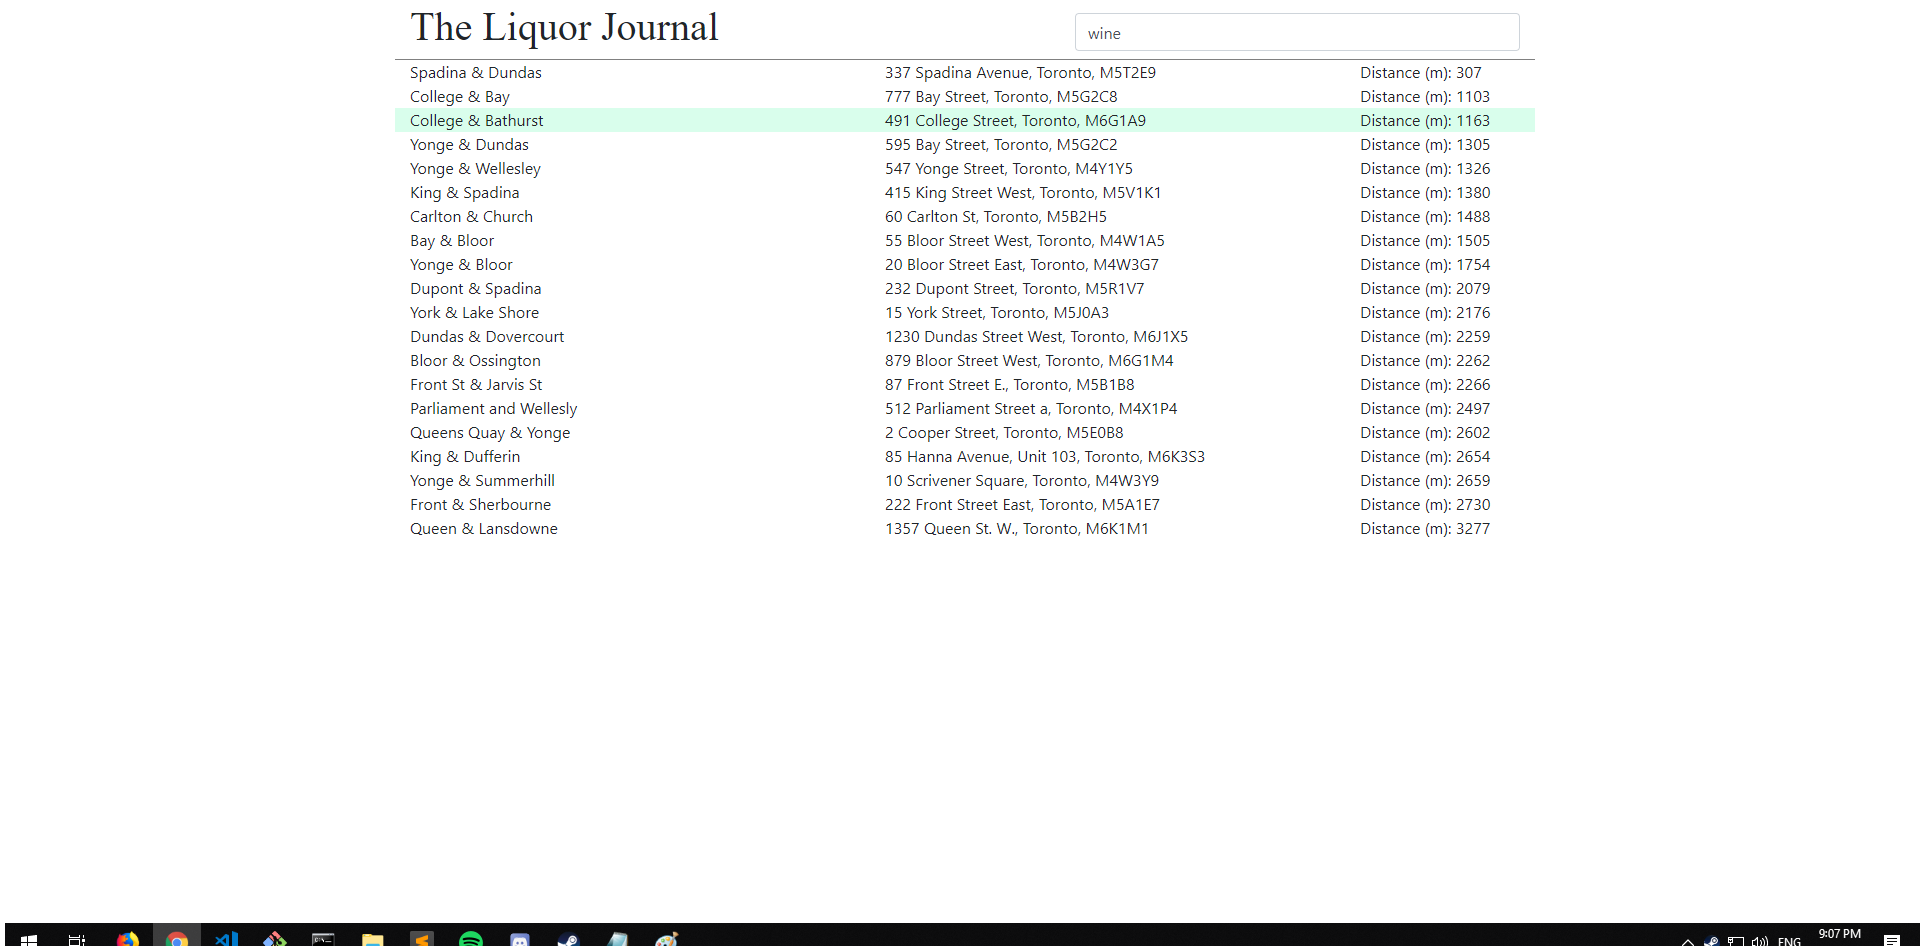 The Liquor Journal wine
Spadina & Dundas 337 Spadina Avenue, Toronto, M5T2E9 Distance (m): 307
College & Bay 777 Bay Street, Toronto, M5G2C8 Distance (m): 1103
College & Bathurst 491 College Street, Toronto, M6G1A9 Distance (m): 1163
Yonge & Dundas 595 Bay Street, Toronto, M5G2C2 Distance (m): 1305
Yonge & Wellesley 547 Yonge Street, Toronto, M4Y1Y5 Distance (m): 1326
King & Spadina 415 King Street West, Toronto, M5V1K1 Distance (m): 1380
Carlton & Church 60 Carlton St, Toronto, M5B2H5 Distance (m): 1488
Bay & Bloor 55 Bloor Street West, Toronto, M4W1A5 Distance (m): 1505
Yonge & Bloor 20 Bloor Street East, Toronto, M4W3G7 Distance (m): 1754
Dupont & Spadina 232 Dupont Street, Toronto, M5R1V7 Distance (m): 2079
York & Lake Shore 15 York Street, Toronto, M5J0A3 Distance (m): 2176
Dundas & Dovercourt 1230 Dundas Street West, Toronto, M6J1X5 Distance (m): 2259
Bloor & Ossington 879 Bloor Street West, Toronto, M6G1M4 Distance (m): 2262
Front St & Jarvis St 87 Front Street E., Toronto, M5B1B8 Distance (m): 2266
Parliament and Wellesly 512 Parliament Street a, Toronto, M4X1P4 Distance (m): 2497
Queens Quay & Yonge 2 Cooper Street, Toronto, M5E0B8 Distance (m): 2602
King & Dufferin 85 Hanna Avenue, Unit 103, Toronto, M6K3S3 Distance (m): 2654
Yonge & Summerhill 10 Scrivener Square, Toronto, M4W3Y9 Distance (m): 2659
Front & Sherbourne 222 Front Street East, Toronto, M5A1E7 Distance (m): 2730
Queen & Lansdowne 1357 Queen St. W., Toronto, M6K1M1 Distance (m): 3277
ENG 9:07 PM